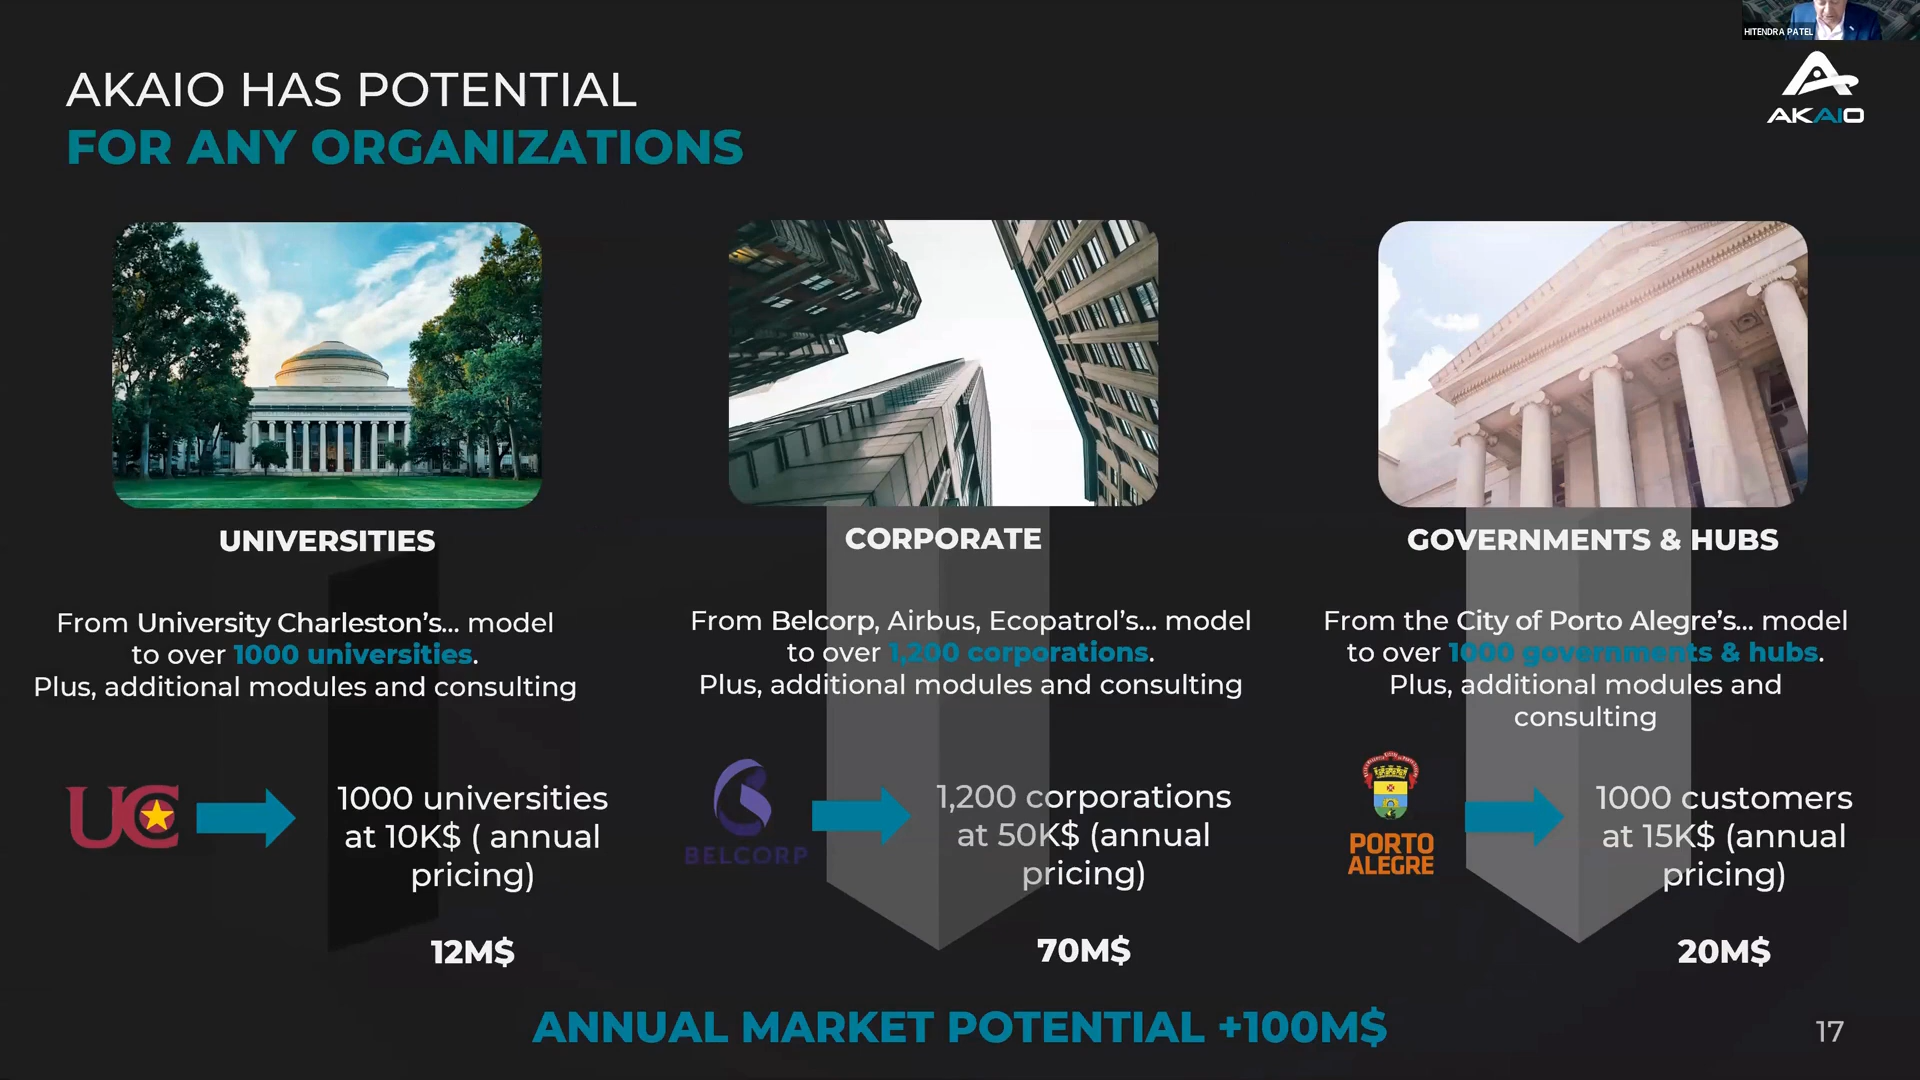 HITENDRA PATEL
AKAIO
AKAIO HAS POTENTIAL
FOR ANY ORGANIZATIONS
UNIVERSITIES
From University Charleston's... model
to over 1000 universities.
Plus, additional modules and consulting
UC
1000 universities
at 10K$ ( annual
pricing)
12M$
CORPORATE
From Belcorp, Airbus, Ecopatrol's... model
to over 1,200 corporations.
Plus, additional modules and consulting
BELCORP
1,200 corporations
at 50K$ (annual
pricing)
70M$
GOVERNMENTS & HUBS
From the City of Porto Alegre's... model
to over 1000 governments & hubs.
Plus, additional modules and
consulting
PORTO
ALEGRE
1000 customers
at 15K$ (annual
pricing)
20M$
ANNUAL MARKET POTENTIAL +100M$
17